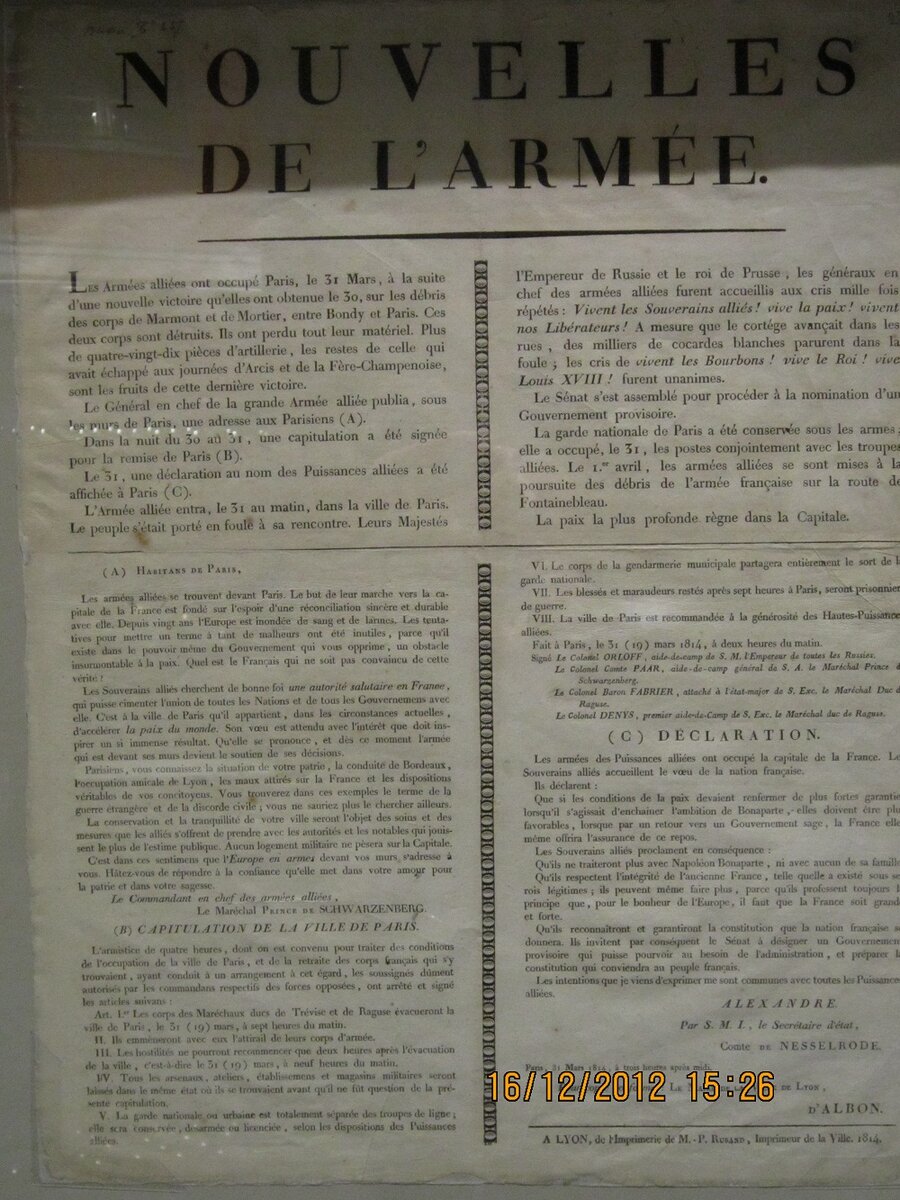 NOUVELLES
DE L'ARMÉE.
LES Armées alliées ont occupé Paris, le 31 Mars, à la suite
d'une nouvelle victoire qu'elles ont obtenue le 30, sur les débris
des corps de Marmont et de Mortier, entre Bondy et Paris. Ces
deux corps sont détruits. Ils ont perdu tout leur matériel. Plus
de quatre-vingt-dix pièces d'artillerie, les restes de celle qui
avait échappé aux journées d'Arcis et de la Fère-Champenoise,
sont les fruits de cette dernière victoire.
Le Général en chef de la grande Armée alliée publia, sous
les murs de Paris, une adresse aux Parisiens (A).
Dans la nuit du 30 au 31, une capitulation a été signée
pour la remise de Paris (B).
Le 31, une déclaration au nom des Puissances alliées a été
affichée à Paris (C).
L'Armée alliée entra, le 31 au matin, dans la ville de Paris.
Le peuple s'était porté en foule à sa rencontre. Leurs Majestés
l'Empereur de Russie et le roi de Prusse, les généraux en
chef des armées alliées furent accueillis aux cris mille fois
répétés : Vivent les Souverains alliés ! vive la paix ! vivent
nos Libérateurs ! A mesure que le cortége avançait dans les
rues, des milliers de cocardes blanches parurent dans la
foule ; les cris de vivent les Bourbons ! vive le Roi ! vive
Louis XVIII ! furent unanimes.
Le Sénat s'est assemblé pour procéder à la nomination d'un
Gouvernement provisoire.
La garde nationale de Paris a été conservée sous les armes ;
elle a occupé, le 31, les postes conjointement avec les troupes
alliées. Le 1.er avril, les armées alliées se sont mises à la
poursuite des débris de l'armée française sur la route de
Fontainebleau.
La paix la plus profonde règne dans la Capitale.
(A) HABITANS DE PARIS,
Les armées alliées se trouvent devant Paris. Le but de leur marche vers la ca-
pitale de la France est fondé sur l'espoir d'une réconciliation sincère et durable
avec elle. Depuis vingt ans l'Europe est inondée de sang et de larmes. Les tenta-
tives pour mettre un terme à tant de malheurs ont été inutiles, parce qu'il
existe dans le pouvoir même du Gouvernement qui vous opprime, un obstacle
insurmontable à la paix. Quel est le Français qui ne soit pas convaincu de cette
vérité !
Les Souverains alliés cherchent de bonne foi une autorité salutaire en France,
qui puisse cimenter l'union de toutes les Nations et de tous les Gouvernemens avec
elle. C'est à la ville de Paris qu'il appartient, dans les circonstances actuelles,
d'accélérer la paix du monde. Son vœu est attendu avec l'intérêt que doit ins-
pirer un si immense résultat. Qu'elle se prononce, et dès ce moment l'armée
qui est devant ses murs devient le soutien de ses décisions.
Parisiens, vous connaissez la situation de votre patrie, la conduite de Bordeaux,
l'occupation amicale de Lyon, les maux attirés sur la France et les dispositions
véritables de vos concitoyens. Vous trouverez dans ces exemples le terme de la
guerre étrangère et de la discorde civile ; vous ne sauriez plus le chercher ailleurs.
La conservation et la tranquilité de votre ville seront l'objet des soins et des
mesures que les alliés s'offrent de prendre avec les autorités et les notables qui jouis-
sent le plus de l'estime publique. Aucun logement militaire ne pèsera sur la Capitale.
C'est dans ces sentimens que l'Europe en armes devant vos murs s'adresse à
vous. Hâtez-vous de répondre à la confiance qu'elle met dans votre amour pour
la patrie et dans votre sagesse.
Le Commandant en chef des armées alliées,
Le Maréchal PRINCE DE SCHWARZENBERG.
(B) CAPITULATION DE LA VILLE DE PARIS.
L'armistice de quatre heures, dont on est convenu pour traiter des conditions
de l'occupation de la ville de Paris, et de la retraite des corps français qui s'y
trouvaient, ayant conduit à un arrangement à cet égard, les soussignés dûment
autorisés par les commandans respectifs des forces opposées, ont arrêté et signé
les articles suivans :
Art. I.er Les corps des Maréchaux ducs de Trévise et de Raguse évacueront la
ville de Paris, le 31 (19) mars, à sept heures du matin.
II. Ils emmèneront avec eux l'attirail de leurs corps d'armée.
III. Les hostilités ne pourront recommencer que deux heures après l'évacuation
de la ville, c'est-à-dire le 31 (19) mars, à neuf heures du matin.
IV. Tous les arsenaux, ateliers, établissemens et magasins militaires seront
laissés dans le même état où ils se trouvaient avant qu'il ne fût question de la pré-
sente capitulation.
V. La garde nationale ou urbaine est totalement séparée des troupes de ligne ;
elle sera conservée, desarmée ou licenciée, selon les dispositions des Puissances
alliées.
VI. Le corps de la gendarmerie municipale partagera entièrement le sort de la
garde nationale.
VII. Les blessés et maraudeurs restés après sept heures à Paris, seront prisonniers
de guerre.
VIII. La ville de Paris est recommandée à la générosité des Hautes-Puissances
alliées.
Fait à Paris, le 31 (19) mars 1814, à deux heures du matin.
Signé Le Colonel ORLOFF, aide-de-camp de S. M. l'Empereur de toutes les Russies.
Le Colonel Comte PAAR, aide-de-camp général de S. A. le Maréchal Prince de
Schwarzenberg.
Le Colonel Baron FABRIER, attaché à l'état-major de S. Exc. le Maréchal Duc de
Raguse.
Le Colonel DENYS, premier aide-de-Camp de S. Exc. le Maréchal duc de Raguse.
(C) DÉCLARATION.
Les armées des Puissances alliées ont occupé la capitale de la France. Les
Souverains alliés accueillent le vœu de la nation française.
Ils déclarent :
Que si les conditions de la paix devaient renfermer de plus fortes garanties
lorsqu'il s'agissait d'enchainer l'ambition de Bonaparte, elles doivent être plus
favorables, lorsque par un retour vers un Gouvernement sage, la France elle-
même offrira l'assurance de ce repos.
Les Souverains alliés proclament en conséquence :
Qu'ils ne traiteront plus avec Napoléon Bonaparte, ni avec aucun de sa famille
Qu'ils respectent l'intégrité de l'ancienne France, telle quelle a existé sous ses
rois légitimes ; ils peuvent même faire plus, parce qu'ils professent toujours le
principe que, pour le bonheur de l'Europe, il faut que la France soit grande
et forte.
Qu'ils reconnaîtront et garantiront la constitution que la nation française se
donnera. Ils invitent par conséquent le Sénat à désigner un Gouvernement
provisoire qui puisse pourvoir au besoin de l'administration, et préparer la
constitution qui conviendra au peuple français.
Les intentions que je viens d'exprimer me sont communes avec toutes les Puissances
alliées.
ALEXANDRE.
Par S. M. I., le Secrétaire d'état,
Comte DE NESSELRODE.
Paris, 31 Mars 1814, à trois heures après midi.
DE LYON,
D'ALBON.
A LYON, de l'Imprimerie de M.-P. RUSAND, Imprimeur de la Ville. 1814.
16/12/2012 15:26